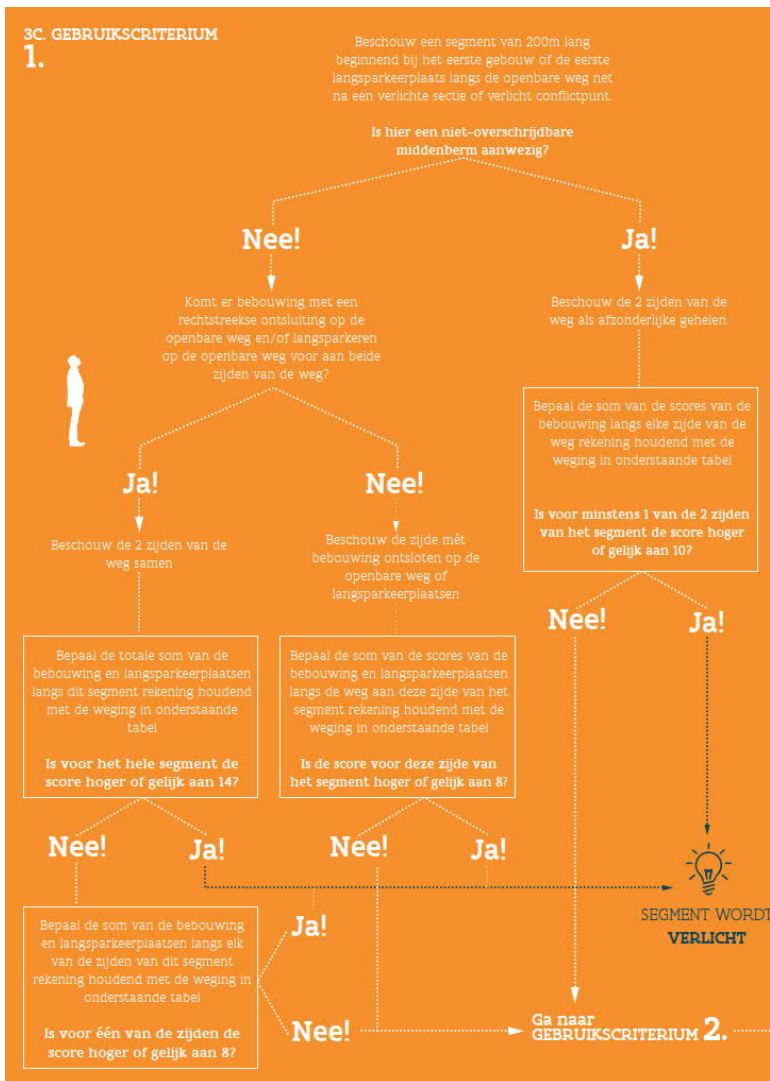 3C. GEBRUIKSCRITERIUM
1.
Beschouw een segment van 200m lang
beginnend bij het eerste gebouw of de eerste
langsparkeerplaats langs de openbare weg net
na een verlichte sectie of verlicht conflictpunt.
Is hier een niet-overschrijdbare
middenberm aanwezig?
Nee!
Ja!
Komt er bebouwing met een
rechtstreekse ontsluiting op de
openbare weg en/of langsparkeren
op de openbare weg voor aan beide
zijden van de weg?
Beschouw de 2 zijden van de
weg als afzonderlijke gehelen.
Bepaal de som van de scores van de
bebouwing langs elke zijde van de
weg rekening houdend met de
weging in onderstaande tabel
Is voor minstens 1 van de 2 zijden
van het segment de score hoger
of gelijk aan 10?
Ja!
Nee!
Beschouw de 2 zijden van de
weg samen
Beschouw de zijde mét
bebouwing ontsloten op de
openbare weg of
langsparkeerplaatsen
Nee!
Ja!
Bepaal de totale som van de
bebouwing en langsparkeerplaatsen
langs dit segment rekening houdend
met de weging in onderstaande
tabel
Is voor het hele segment de
score hoger of gelijk aan 14?
Bepaal de som van de scores van de
bebouwing en langsparkeerplaatsen
langs de weg aan deze zijde van het
segment rekening houdend met de
weging in onderstaande tabel
Is de score voor deze zijde van
het segment hoger of gelijk aan 8?
Nee!
Ja!
Nee!
Ja!
SEGMENT WORDT
VERLICHT
Bepaal de som van de bebouwing
en langsparkeerplaatsen langs elk
van de zijden van dit segment
rekening houdend met de weging in
onderstaande tabel
Is voor één van de zijden de
score hoger of gelijk aan 8?
Ja!
Nee!
Ga naar
GEBRUIKSCRITERIUM 2.